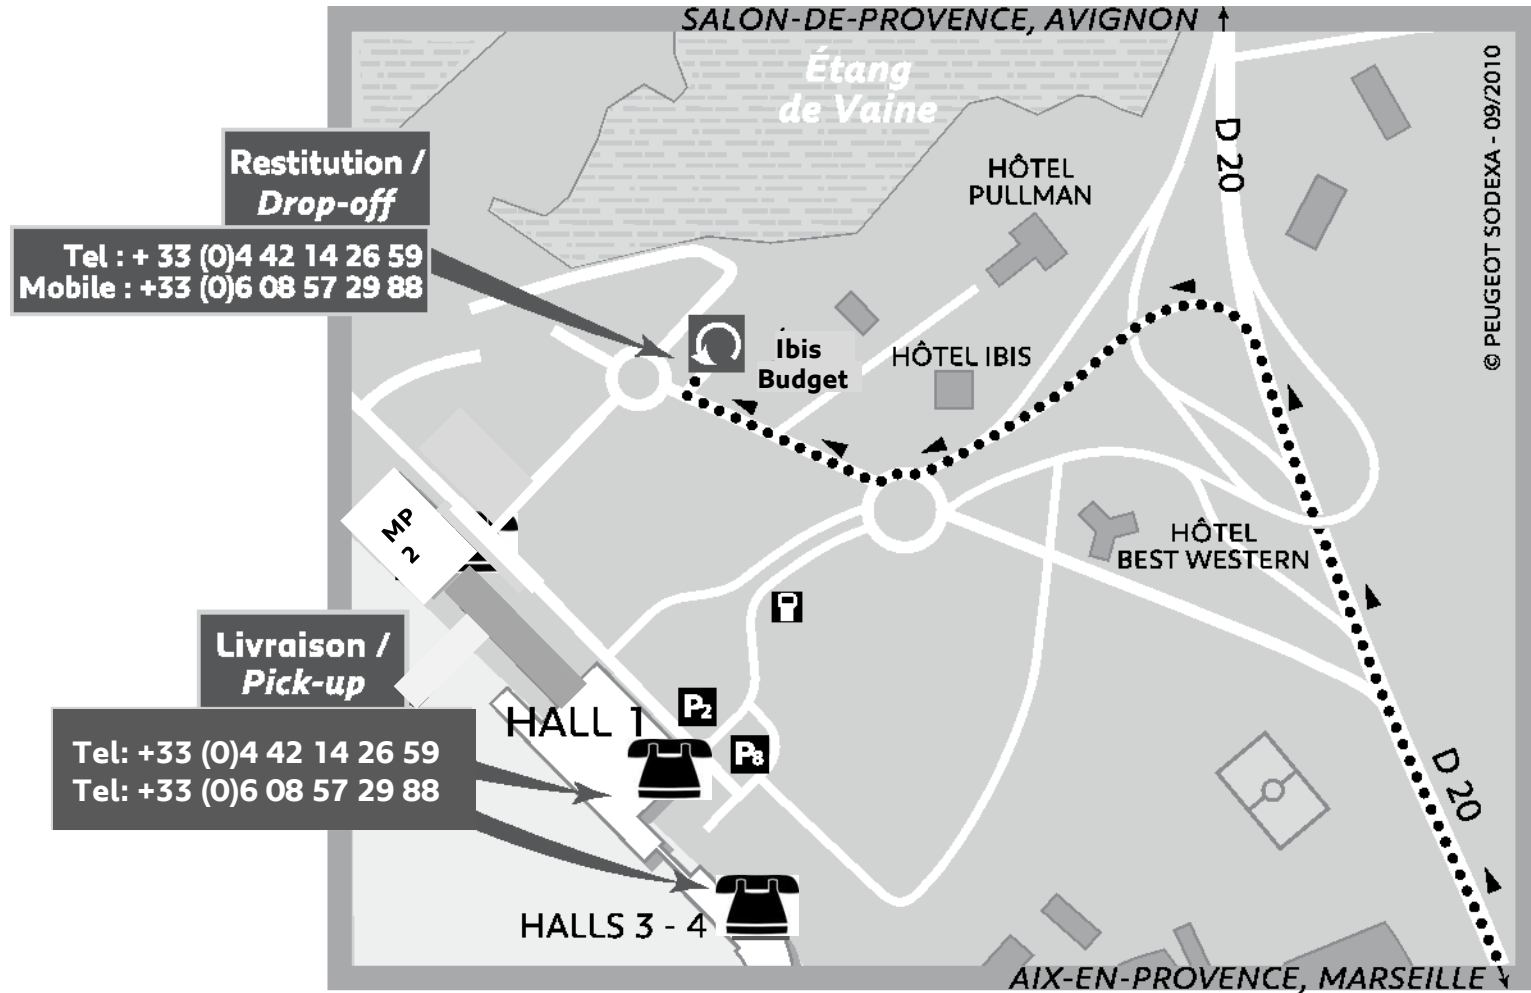 SALON-DE-PROVENCE, AVIGNON
Étang
de Vaine
© PEUGEOT SODEXA - 09/2010
D 20
Restitution /
Drop-off
Tel : + 33 (0)4 42 14 26 59
Mobile : +33 (0)6 08 57 29 88
HÔTEL
PULLMAN
Íbis
Budget
HÔTEL IBIS
MP
2
HÔTEL
BEST WESTERN
Livraison /
Pick-up
Tel: +33 (0)4 42 14 26 59
Tel: +33 (0)6 08 57 29 88
HALL 1
P2
P8
D 20
HALLS 3 - 4
AIX-EN-PROVENCE, MARSEILLE